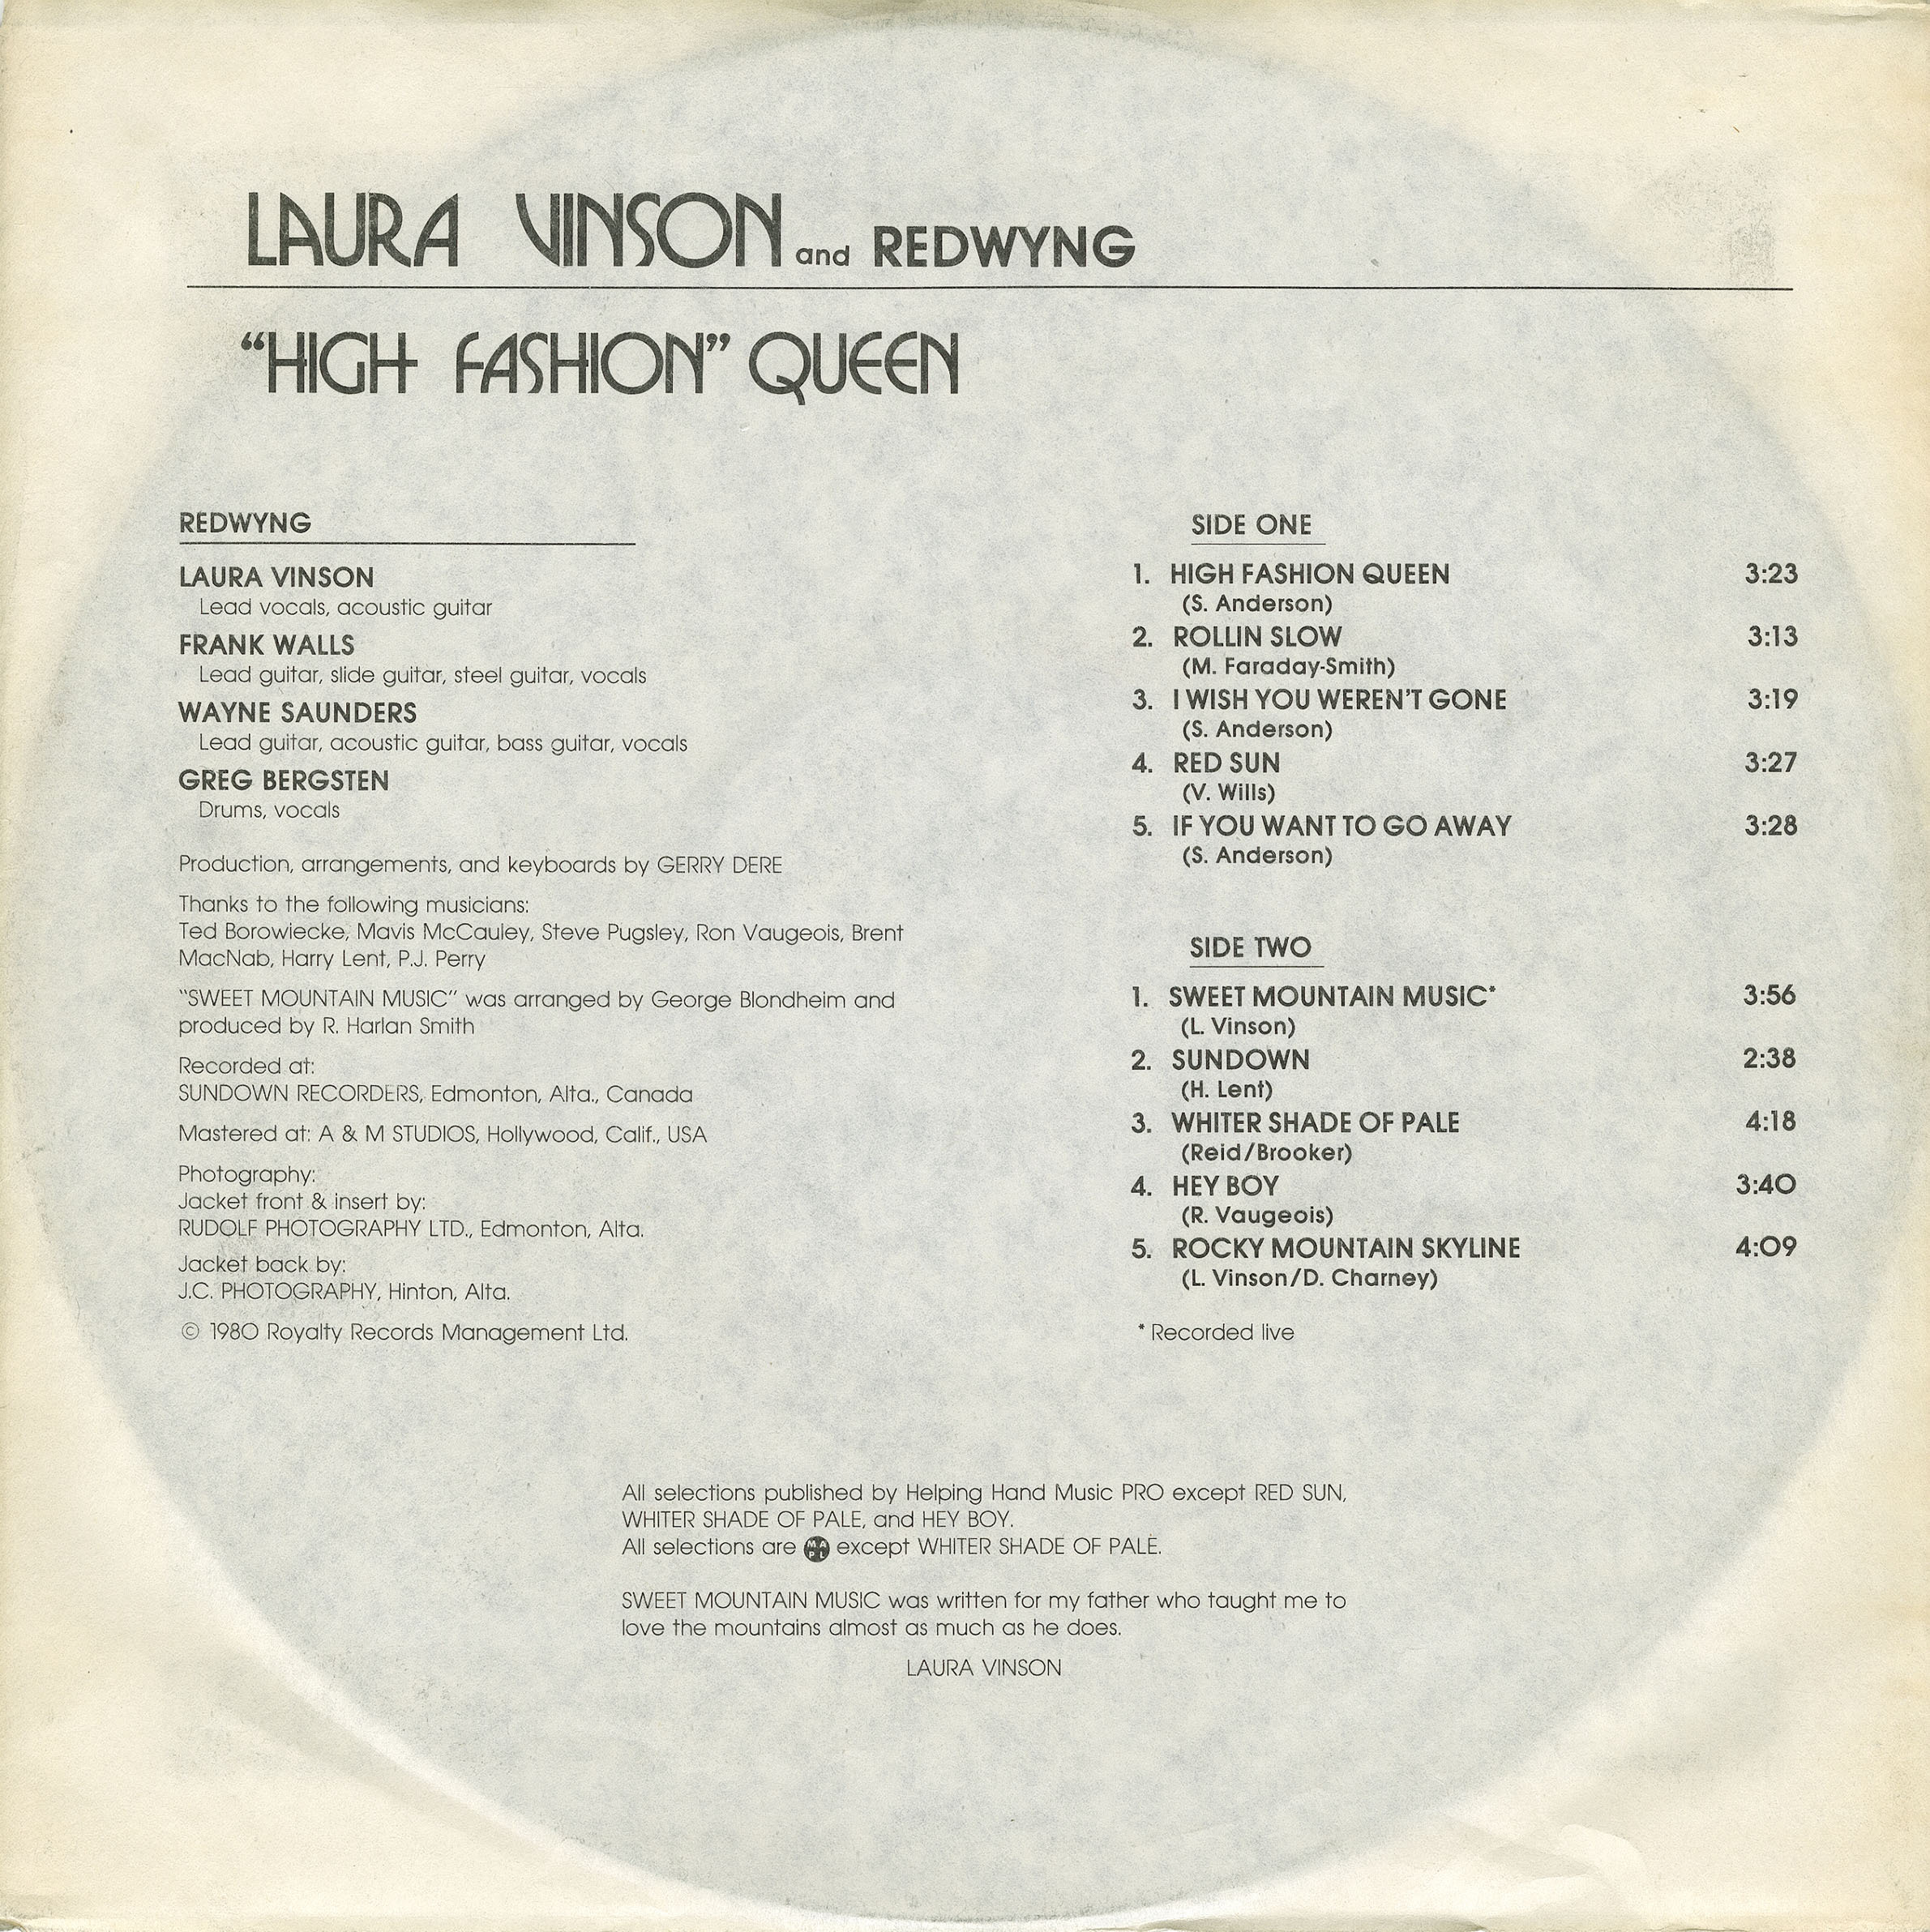 LAURA VINSON and REDWYNG
“HIGH FASHION” QUEEN
REDWYNG
LAURA VINSON
Lead vocals, acoustic guitar
FRANK WALLS
Lead guitar, slide guitar, steel guitar, vocals
WAYNE SAUNDERS
Lead guitar, acoustic guitar, bass guitar, vocals
GREG BERGSTEN
Drums, vocals
Production, arrangements, and keyboards by GERRY DERE
Thanks to the following musicians:
Ted Borowiecke, Mavis McCauley, Steve Pugsley, Ron Vaugeois, Brent
MacNab, Harry Lent, P.J. Perry
“SWEET MOUNTAIN MUSIC” was arranged by George Blondheim and
produced by R. Harlan Smith
Recorded at:
SUNDOWN RECORDERS, Edmonton, Alta., Canada
Mastered at: A & M STUDIOS, Hollywood, Calif., USA
Photography:
Jacket front & insert by:
RUDOLF PHOTOGRAPHY LTD., Edmonton, Alta.
Jacket back by:
J.C. PHOTOGRAPHY, Hinton, Alta.
© 1980 Royalty Records Management Ltd.
SIDE ONE
1. HIGH FASHION QUEEN 3:23
(S. Anderson)
2. ROLLIN SLOW 3:13
(M. Faraday-Smith)
3. I WISH YOU WEREN’T GONE 3:19
(S. Anderson)
4. RED SUN 3:27
(V. Wills)
5. IF YOU WANT TO GO AWAY 3:28
(S. Anderson)
SIDE TWO
1. SWEET MOUNTAIN MUSIC* 3:56
(L. Vinson)
2. SUNDOWN 2:38
(H. Lent)
3. WHITER SHADE OF PALE 4:18
(Reid/Brooker)
4. HEY BOY 3:40
(R. Vaugeois)
5. ROCKY MOUNTAIN SKYLINE 4:09
(L. Vinson/D. Charney)
* Recorded live
All selections published by Helping Hand Music PRO except RED SUN,
WHITER SHADE OF PALE, and HEY BOY.
All selections are MAPL except WHITER SHADE OF PALE.
SWEET MOUNTAIN MUSIC was written for my father who taught me to
love the mountains almost as much as he does.
LAURA VINSON